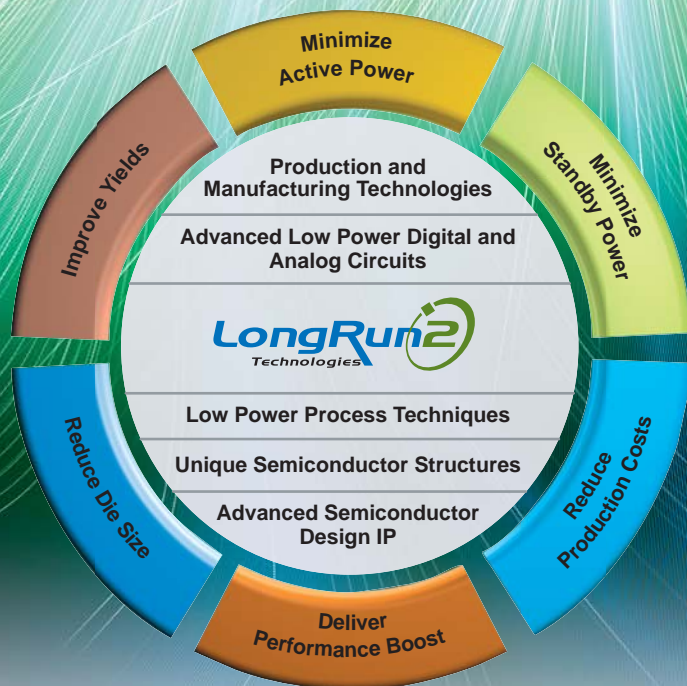 Minimize
Active Power
Minimize
Standby Power
Reduce
Production Costs
Deliver
Performance Boost
Reduce Die Size
Improve Yields
Production and
Manufacturing Technologies
Advanced Low Power Digital and
Analog Circuits
LongRun2
Technologies
Low Power Process Techniques
Unique Semiconductor Structures
Advanced Semiconductor
Design IP